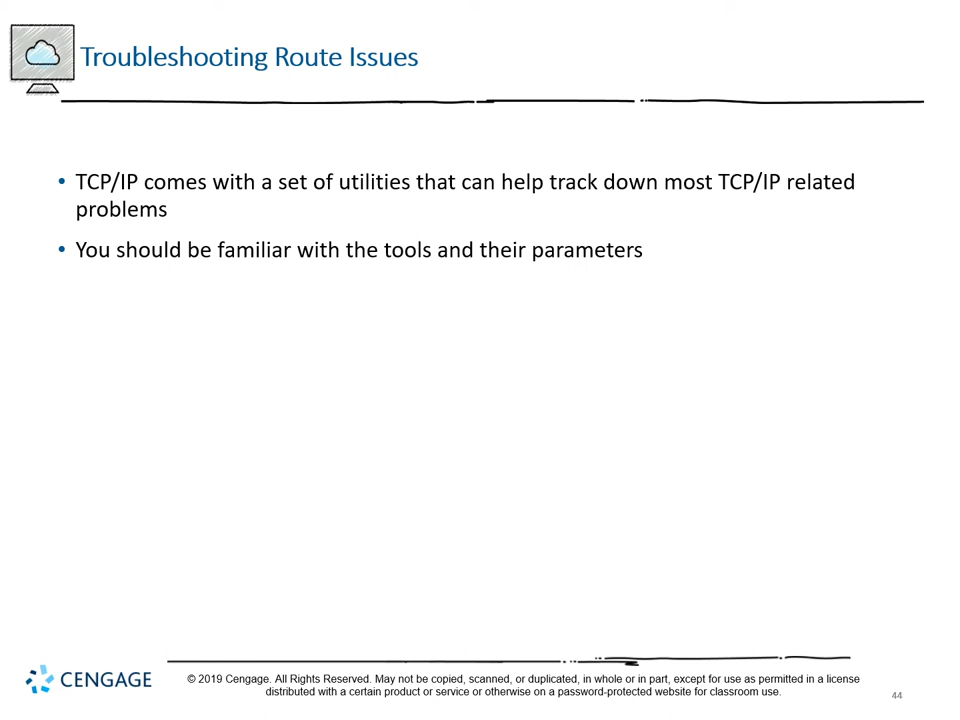 Troubleshooting Route Issues
• TCP/IP comes with a set of utilities that can help track down most TCP/IP related
problems
• You should be familiar with the tools and their parameters
CENGAGE
© 2019 Cengage. All Rights Reserved. May not be copied, scanned, or duplicated, in whole or in part, except for use as permitted in a license
distributed with a certain product or service or otherwise on a password-protected website for classroom use.
44